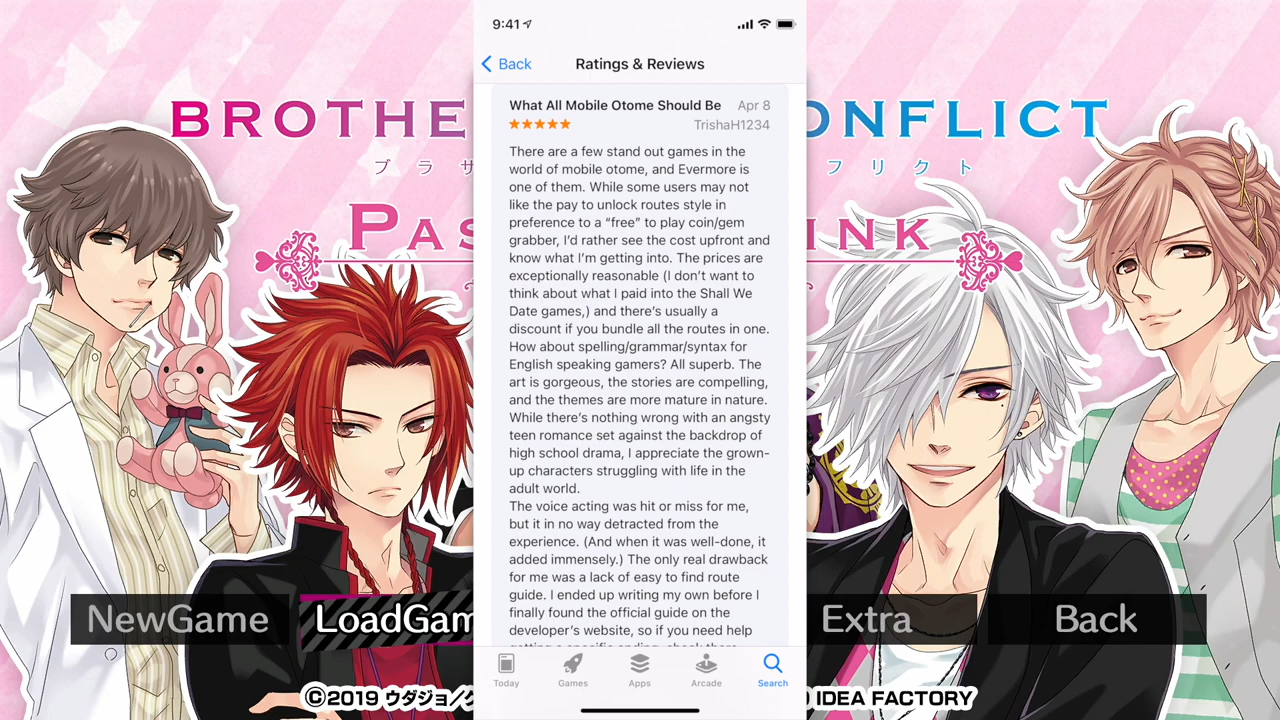 9:41
Back
Ratings & Reviews
BROTHE
ONFLICT
ブラサ
フリクト
PAS
INK
What All Mobile Otome Should Be
Apr 8
TrishaH1234
There are a few stand out games in the
world of mobile otome, and Evermore is
one of them. While some users may not
like the pay to unlock routes style in
preference to a “free” to play coin/gem
grabber, I’d rather see the cost upfront and
know what I’m getting into. The prices are
exceptionally reasonable (I don’t want to
think about what I paid into the Shall We
Date games,) and there’s usually a
discount if you bundle all the routes in one.
How about spelling/grammar/syntax for
English speaking gamers? All superb. The
art is gorgeous, the stories are compelling,
and the themes are more mature in nature.
While there’s nothing wrong with an angsty
teen romance set against the backdrop of
high school drama, I appreciate the grown-
up characters struggling with life in the
adult world.
The voice acting was hit or miss for me,
but it in no way detracted from the
experience. (And when it was well-done, it
added immensely.) The only real drawback
for me was a lack of easy to find route
guide. I ended up writing my own before I
finally found the official guide on the
developer’s website, so if you need help
getting a specific ending, check there
NewGame
LoadGam
Extra
Back
Today
Games
Apps
Arcade
Search
©2019 ウダジョ/
IDEA FACTORY